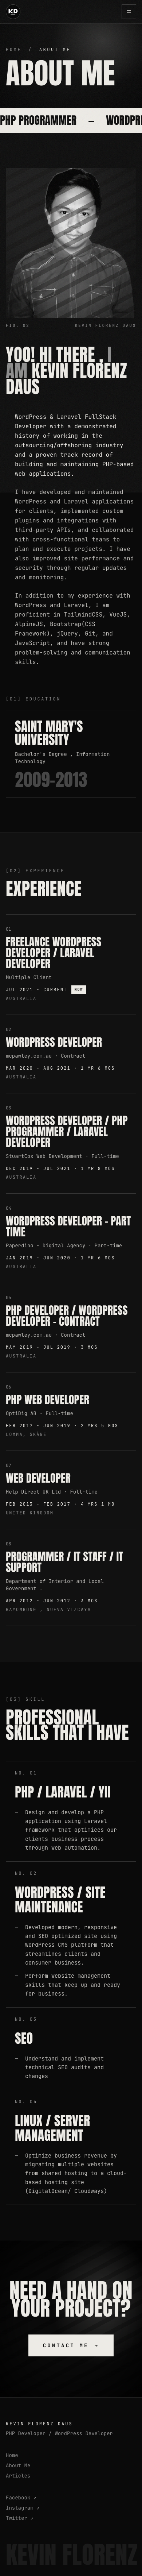 KD
HOME / ABOUT ME
ABOUT ME
PHP PROGRAMMER — WORDPR
FIG. 02 KEVIN FLORENZ DAUS
YOO! HI THERE , I
AM KEVIN FLORENZ
DAUS
WordPress & Laravel FullStack
Developer with a demonstrated
history of working in the
outsourcing/offshoring industry
and a proven track record of
building and maintaining PHP-based
web applications.
I have developed and maintained
WordPress and Laravel applications
for clients, implemented custom
plugins and integrations with
third-party APIs, and collaborated
with cross-functional teams to
plan and execute projects. I have
also improved site performance and
security through regular updates
and monitoring.
In addition to my experience with
WordPress and Laravel, I am
proficient in TailwindCSS, VueJS,
AlpineJS, Bootstrap(CSS
Framework), jQuery, Git, and
JavaScript, and have strong
problem-solving and communication
skills.
[01] EDUCATION
SAINT MARY'S
UNIVERSITY
Bachelor's Degree , Information
Technology
2009-2013
[02] EXPERIENCE
EXPERIENCE
01
FREELANCE WORDPRESS
DEVELOPER / LARAVEL
DEVELOPER
Multiple Client
JUL 2021 - CURRENT NOW
AUSTRALIA
02
WORDPRESS DEVELOPER
mcpawley.com.au · Contract
MAR 2020 - AUG 2021 · 1 YR 6 MOS
AUSTRALIA
03
WORDPRESS DEVELOPER / PHP
PROGRAMMER / LARAVEL
DEVELOPER
StuartCox Web Development · Full-time
DEC 2019 - JUL 2021 · 1 YR 8 MOS
AUSTRALIA
04
WORDPRESS DEVELOPER - PART
TIME
Paperdino - Digital Agency · Part-time
JAN 2019 - JUN 2020 · 1 YR 6 MOS
AUSTRALIA
05
PHP DEVELOPER / WORDPRESS
DEVELOPER - CONTRACT
mcpawley.com.au · Contract
MAY 2019 - JUL 2019 · 3 MOS
AUSTRALIA
06
PHP WEB DEVELOPER
OptiDig AB · Full-time
FEB 2017 - JUN 2019 · 2 YRS 5 MOS
LOMMA, SKÅNE
07
WEB DEVELOPER
Help Direct UK Ltd · Full-time
FEB 2013 - FEB 2017 · 4 YRS 1 MO
UNITED KINGDOM
08
PROGRAMMER / IT STAFF / IT
SUPPORT
Department of Interior and Local
Government .
APR 2012 - JUN 2012 · 3 MOS
BAYOMBONG , NUEVA VIZCAYA
[03] SKILL
PROFESSIONAL
SKILLS THAT I HAVE
NO. 01
PHP / LARAVEL / YII
— Design and develop a PHP
application using Laravel
framework that optimizes our
clients business process
through web automation.
NO. 02
WORDPRESS / SITE
MAINTENANCE
— Developed modern, responsive
and SEO optimized site using
WordPress CMS platform that
streamlines clients and
consumer business.
— Perform website management
skills that keep up and ready
for business.
NO. 03
SEO
— Understand and implement
technical SEO audits and
changes
NO. 04
LINUX / SERVER
MANAGEMENT
— Optimize business revenue by
migrating multiple websites
from shared hosting to a cloud-
based hosting site
(DigitalOcean/ Cloudways)
NEED A HAND ON
YOUR PROJECT?
CONTACT ME →
KEVIN FLORENZ DAUS
PHP Developer / WordPress Developer
Home
About Me
Articles
Facebook ↗
Instagram ↗
Twitter ↗
KEVIN FLORENZ